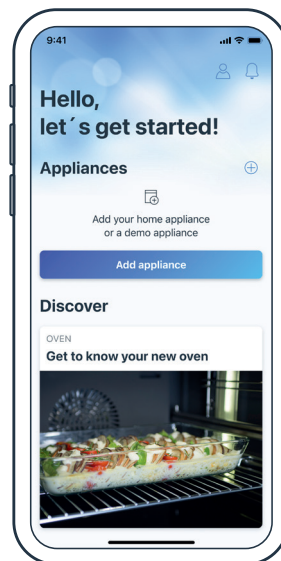 9:41
Hello,
let´s get started!
Appliances
Add your home appliance
or a demo appliance
Add appliance
Discover
OVEN
Get to know your new oven